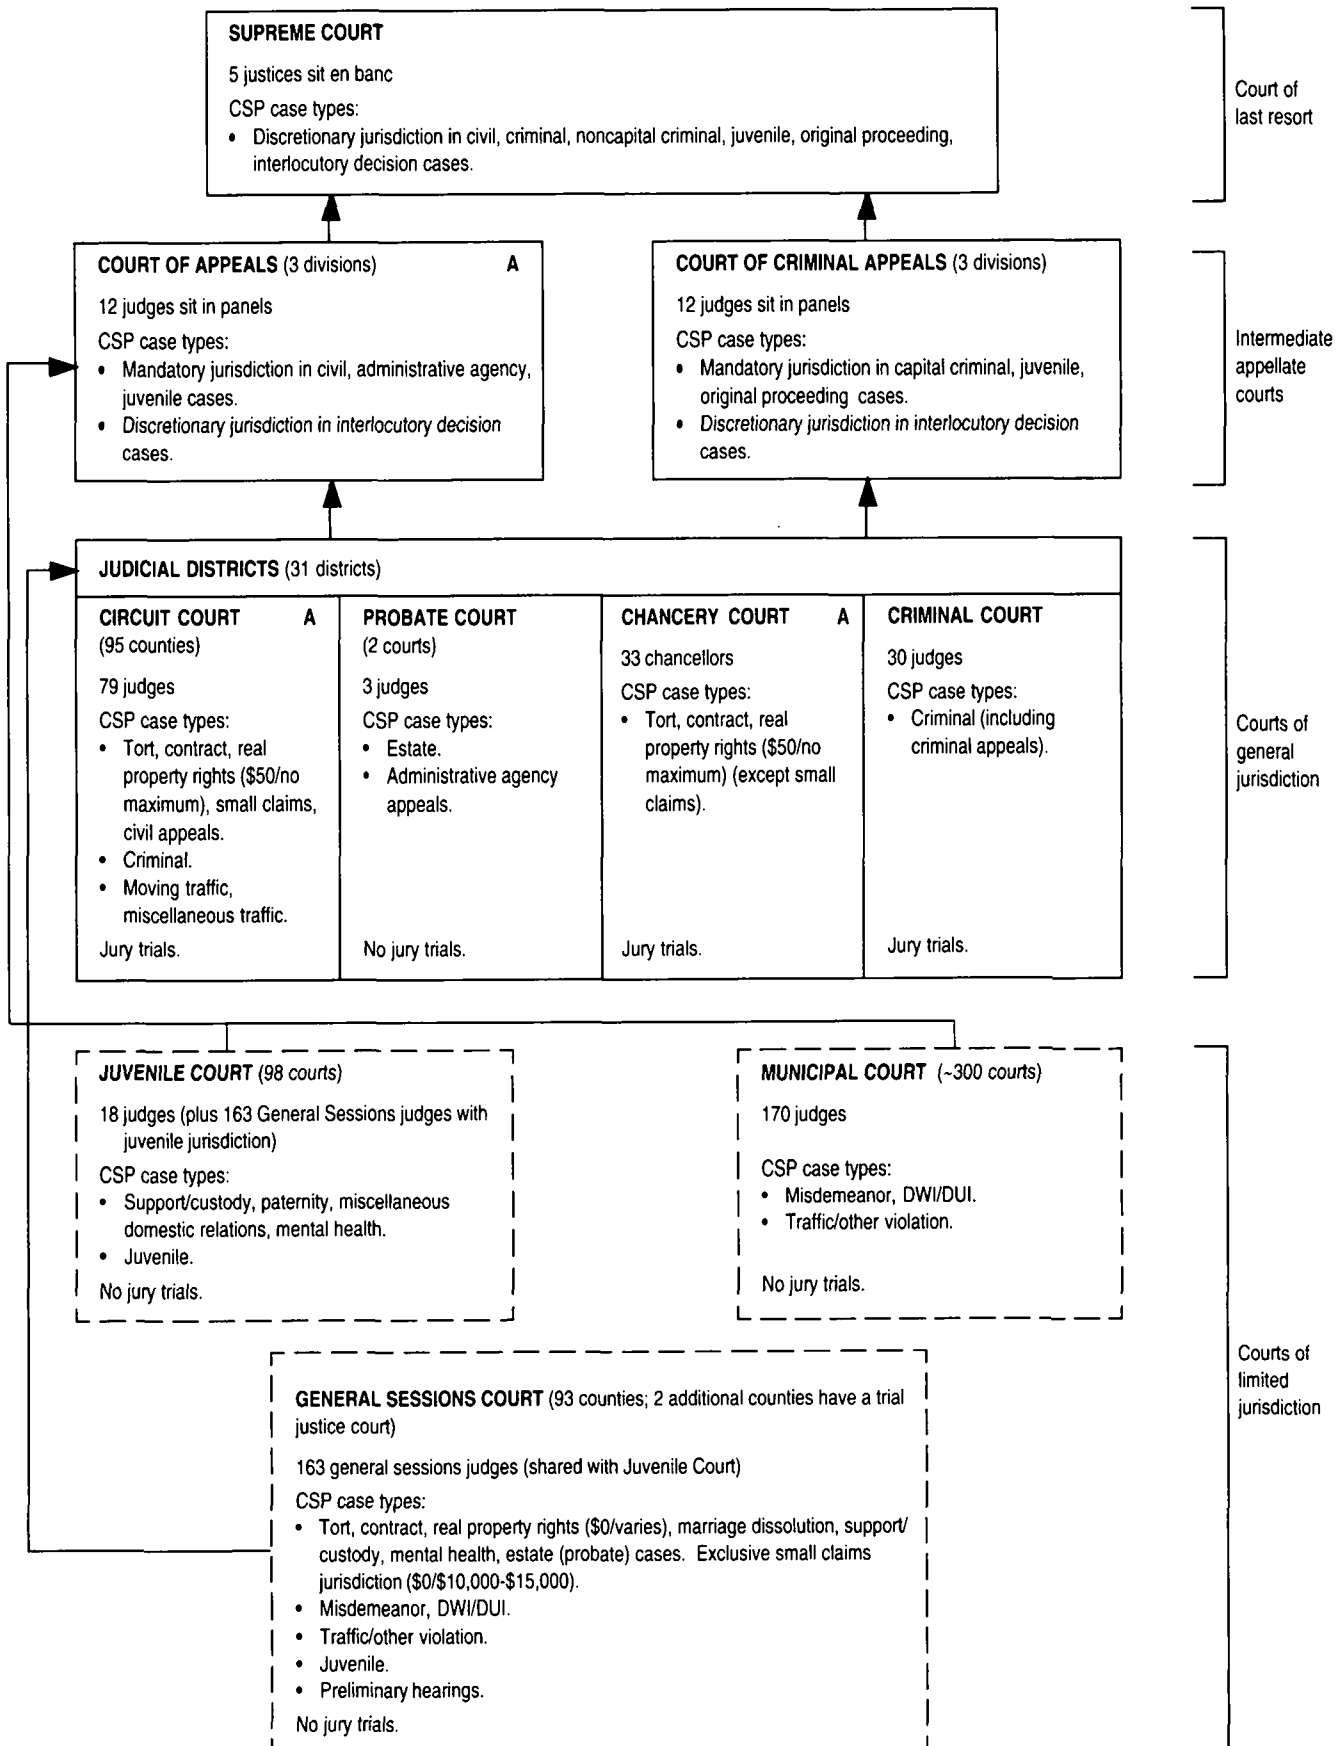 SUPREME COURT
5 justices sit en banc
CSP case types:
• Discretionary jurisdiction in civil, criminal, noncapital criminal, juvenile, original proceeding,
interlocutory decision cases.
Court of
last resort
COURT OF APPEALS (3 divisions) A
12 judges sit in panels
CSP case types:
• Mandatory jurisdiction in civil, administrative agency,
juvenile cases.
• Discretionary jurisdiction in interlocutory decision
cases.
COURT OF CRIMINAL APPEALS (3 divisions)
12 judges sit in panels
CSP case types:
• Mandatory jurisdiction in capital criminal, juvenile,
original proceeding cases.
• Discretionary jurisdiction in interlocutory decision
cases.
Intermediate
appellate
courts
JUDICIAL DISTRICTS (31 districts)
CIRCUIT COURT A
(95 counties)
79 judges
CSP case types:
• Tort, contract, real
property rights ($50/no
maximum), small claims,
civil appeals.
• Criminal.
• Moving traffic,
miscellaneous traffic.
Jury trials.
PROBATE COURT
(2 courts)
3 judges
CSP case types:
• Estate.
• Administrative agency
appeals.
No jury trials.
CHANCERY COURT A
33 chancellors
CSP case types:
• Tort, contract, real
property rights ($50/no
maximum) (except small
claims).
Jury trials.
CRIMINAL COURT
30 judges
CSP case types:
• Criminal (including
criminal appeals).
Jury trials.
Courts of
general
jurisdiction
JUVENILE COURT (98 courts)
18 judges (plus 163 General Sessions judges with
juvenile jurisdiction)
CSP case types:
• Support/custody, paternity, miscellaneous
domestic relations, mental health.
• Juvenile.
No jury trials.
MUNICIPAL COURT (~300 courts)
170 judges
CSP case types:
• Misdemeanor, DWI/DUI.
• Traffic/other violation.
No jury trials.
GENERAL SESSIONS COURT (93 counties; 2 additional counties have a trial
justice court)
163 general sessions judges (shared with Juvenile Court)
CSP case types:
• Tort, contract, real property rights ($0/varies), marriage dissolution, support/
custody, mental health, estate (probate) cases. Exclusive small claims
jurisdiction ($0/$10,000-$15,000).
• Misdemeanor, DWI/DUI.
• Traffic/other violation.
• Juvenile.
• Preliminary hearings.
No jury trials.
Courts of
limited
jurisdiction